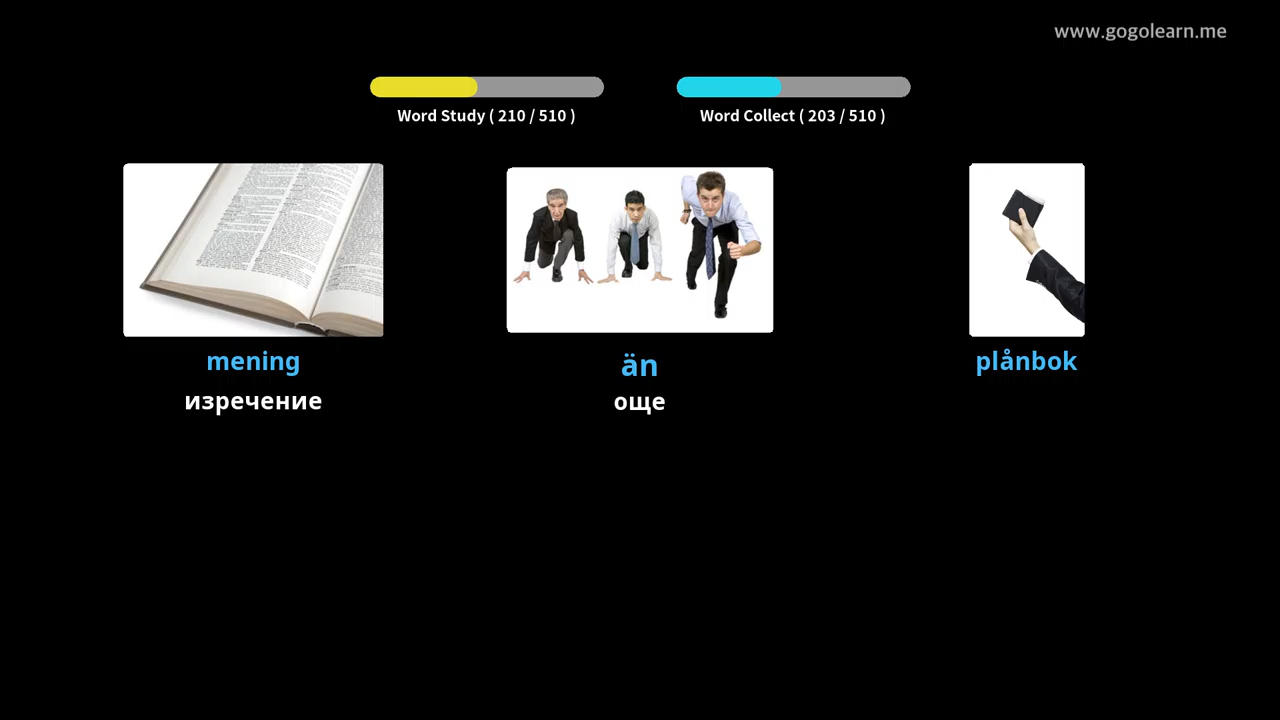 www.gogolearn.me
Word Study ( 210 / 510 )
Word Collect ( 203 / 510 )
mening
изречение
än
още
plånbok